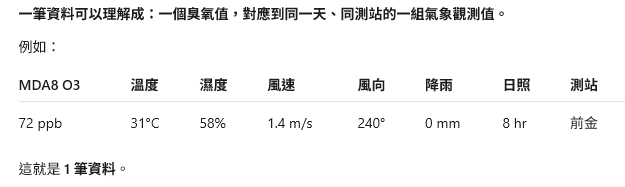 一筆資料可以理解成：一個臭氧值，對應到同一天、同測站的一組氣象觀測值。
例如：
MDA8 O3 溫度 濕度 風速 風向 降雨 日照 測站
72 ppb 31°C 58% 1.4 m/s 240° 0 mm 8 hr 前金
這就是 1 筆資料。